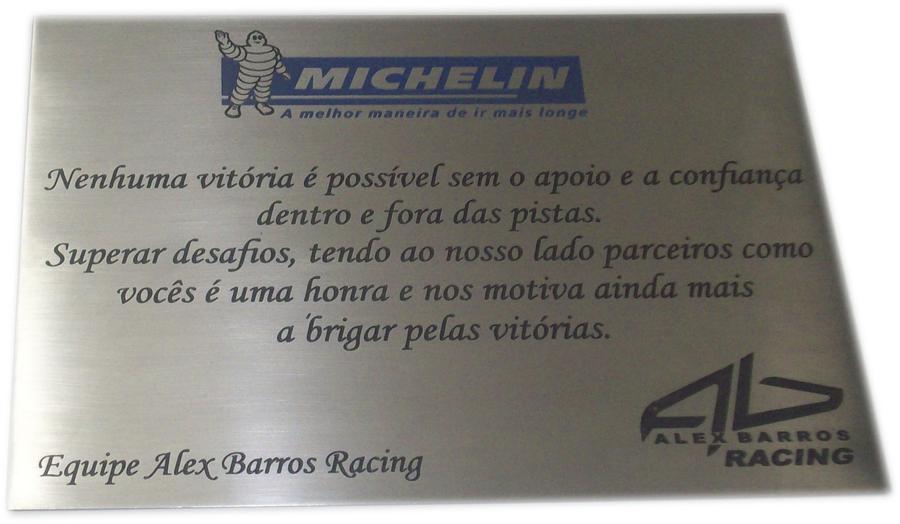 MICHELIN
A melhor maneira de ir mais longe
Nenhuma vitória é possível sem o apoio e a confiança
dentro e fora das pistas.
Superar desafios, tendo ao nosso lado parceiros como
vocês é uma honra e nos motiva ainda mais
a brigar pelas vitórias.
AB
ALEX BARROS
RACING
Equipe Alex Barros Racing